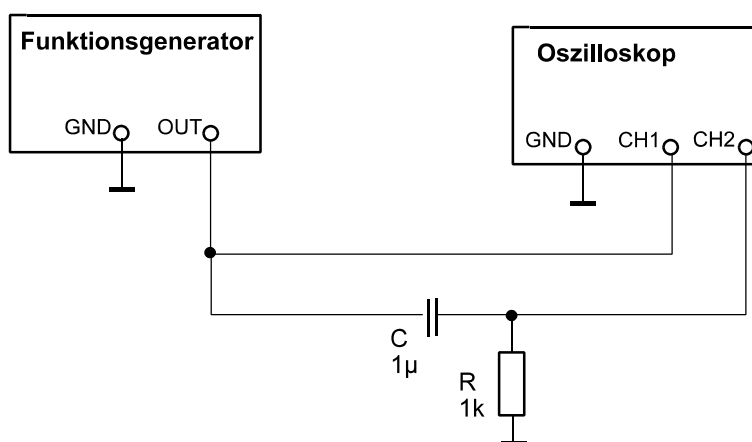 Funktionsgenerator
GND OUT
Oszilloskop
GND CH1 CH2
C
1µ
R
1k